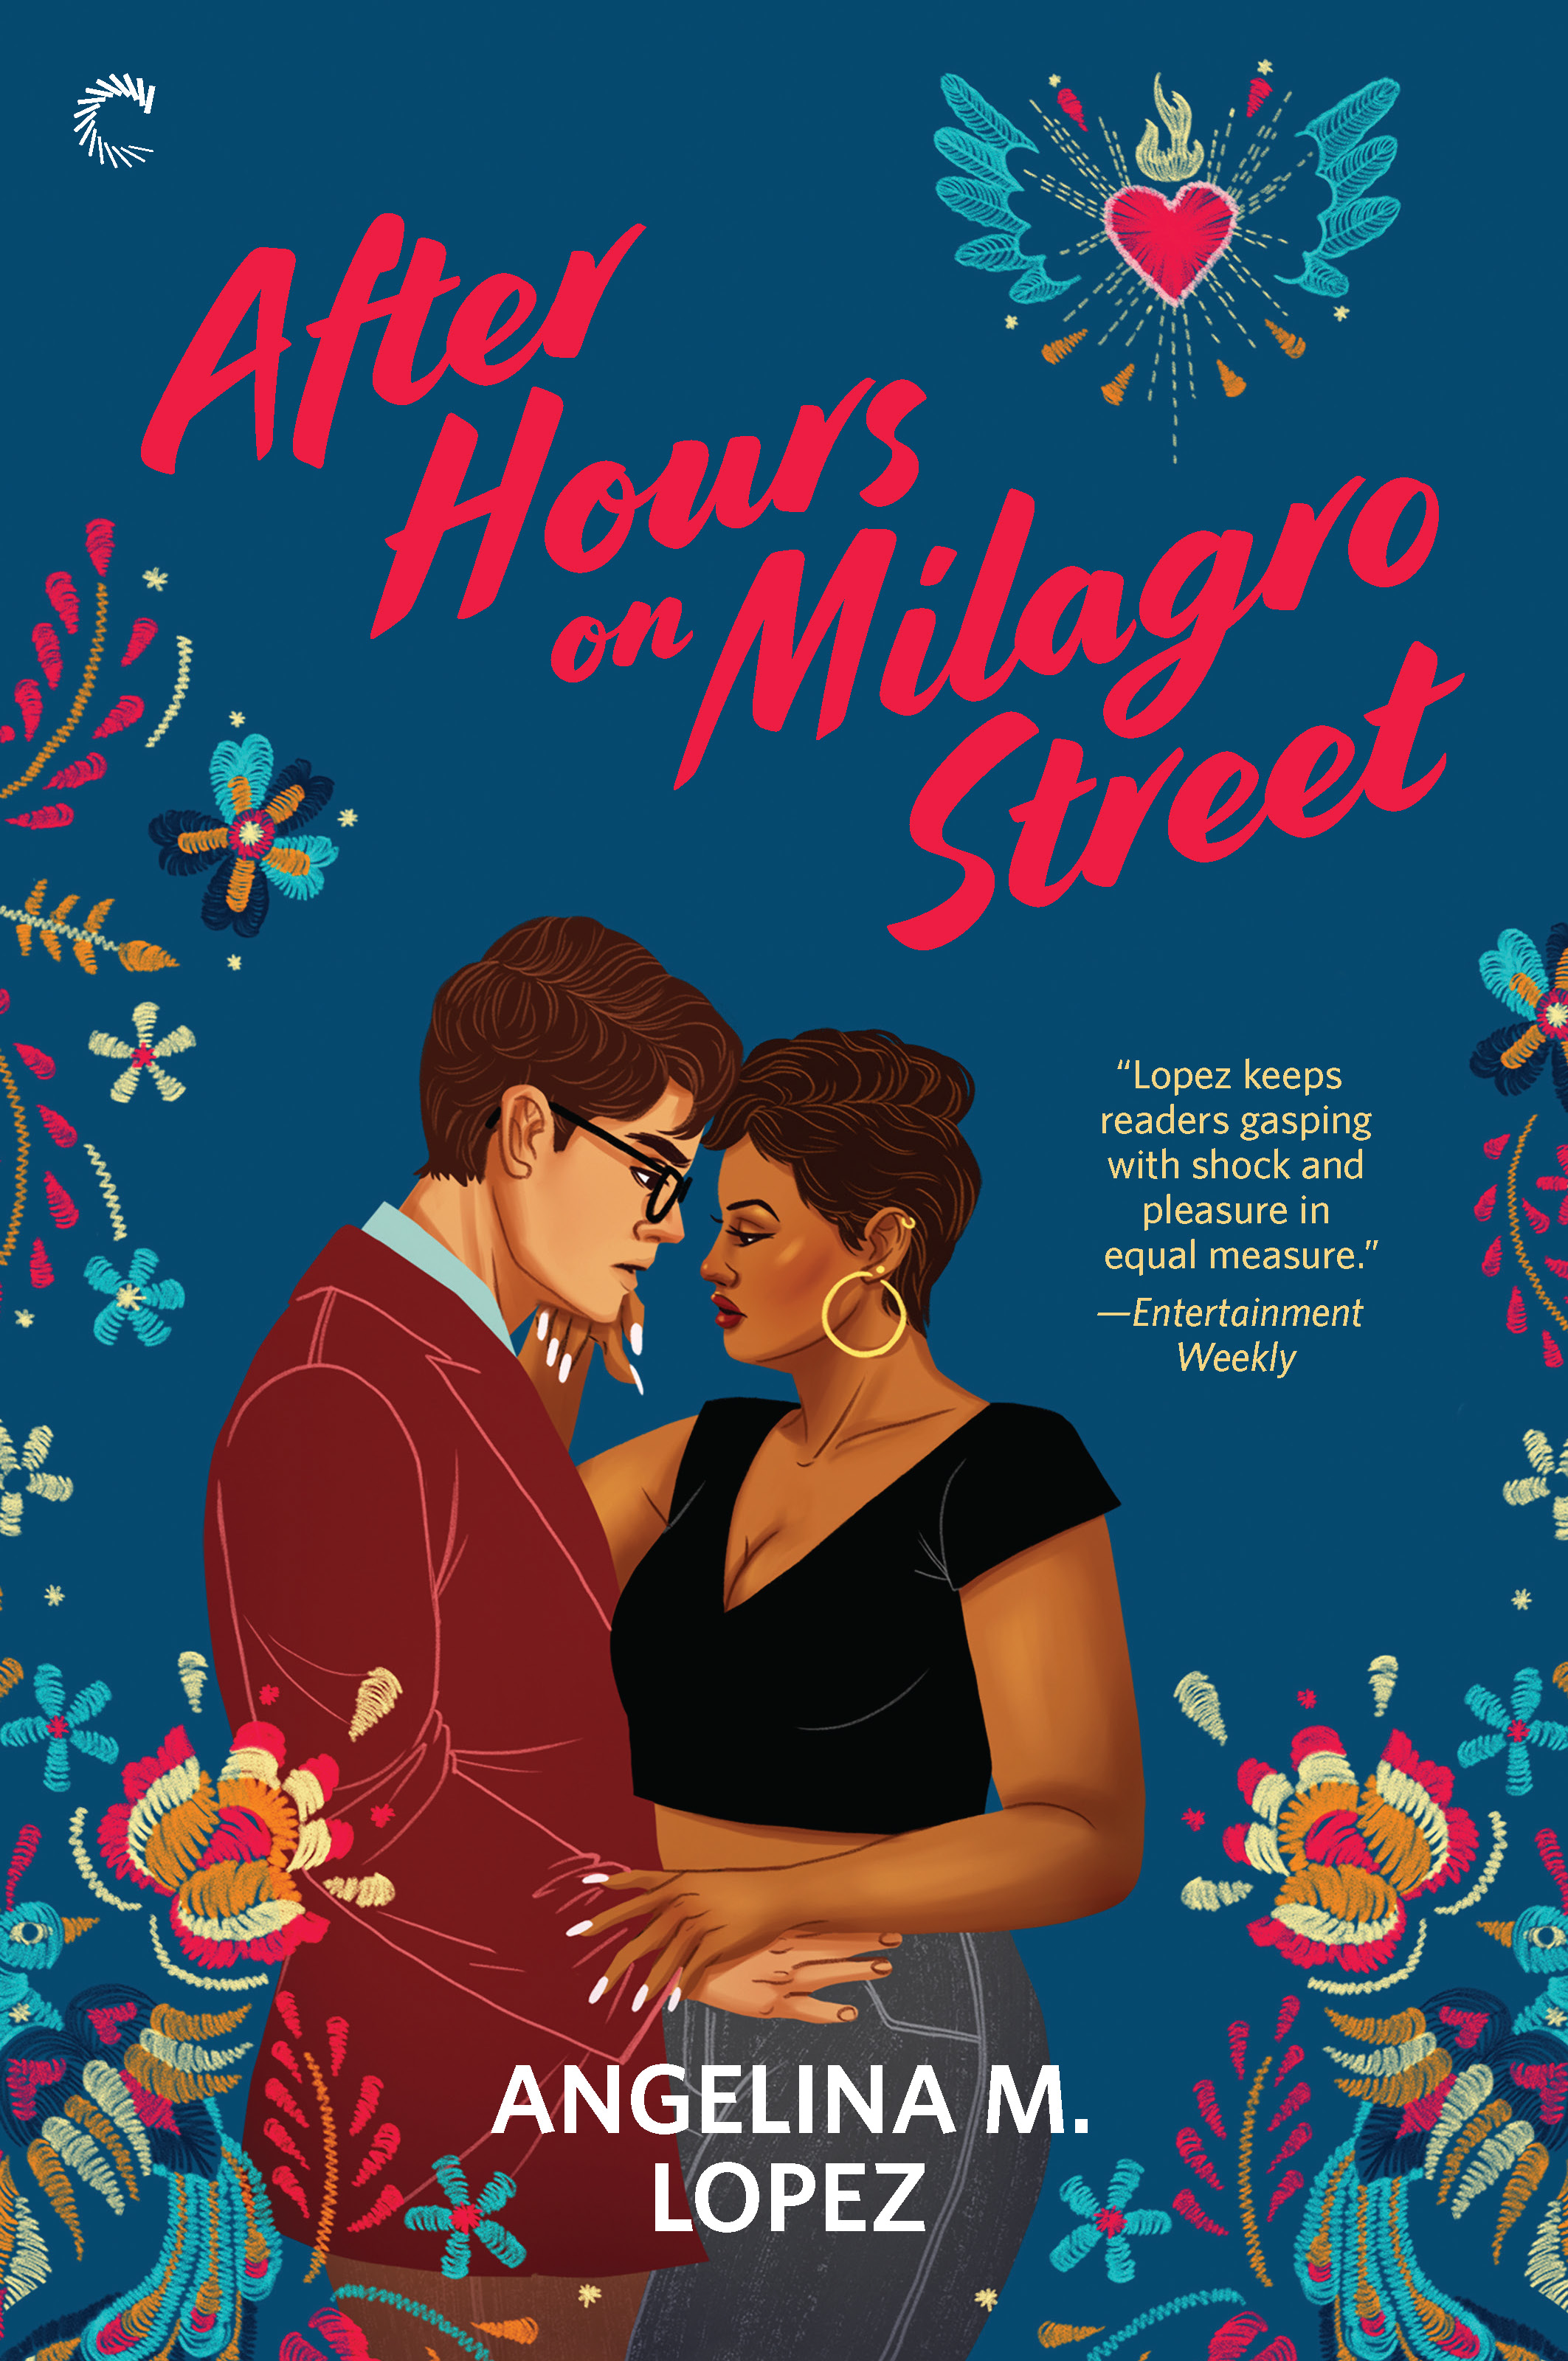 After
Hours
on Milagro
Street
“Lopez keeps
readers gasping
with shock and
pleasure in
equal measure.”
—Entertainment
Weekly
ANGELINA M.
LOPEZ